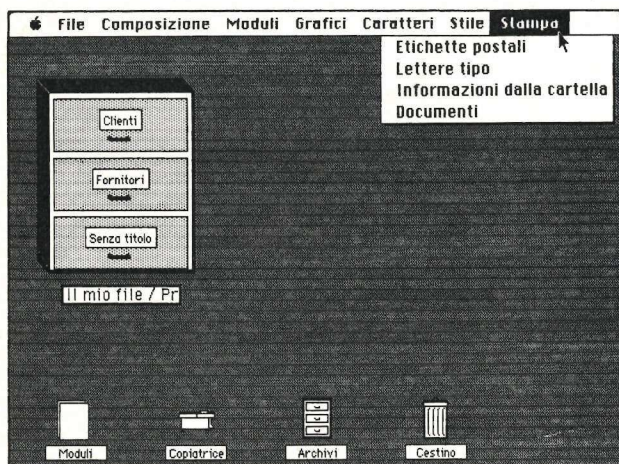 File Composizione Moduli Grafici Caratteri Stile Stampa
Etichette postali
Lettere tipo
Informazioni dalla cartella
Documenti
Clienti
Fornitori
Senza titolo
Il mio file / Pr
Moduli Copiatrice Archivi Cestino